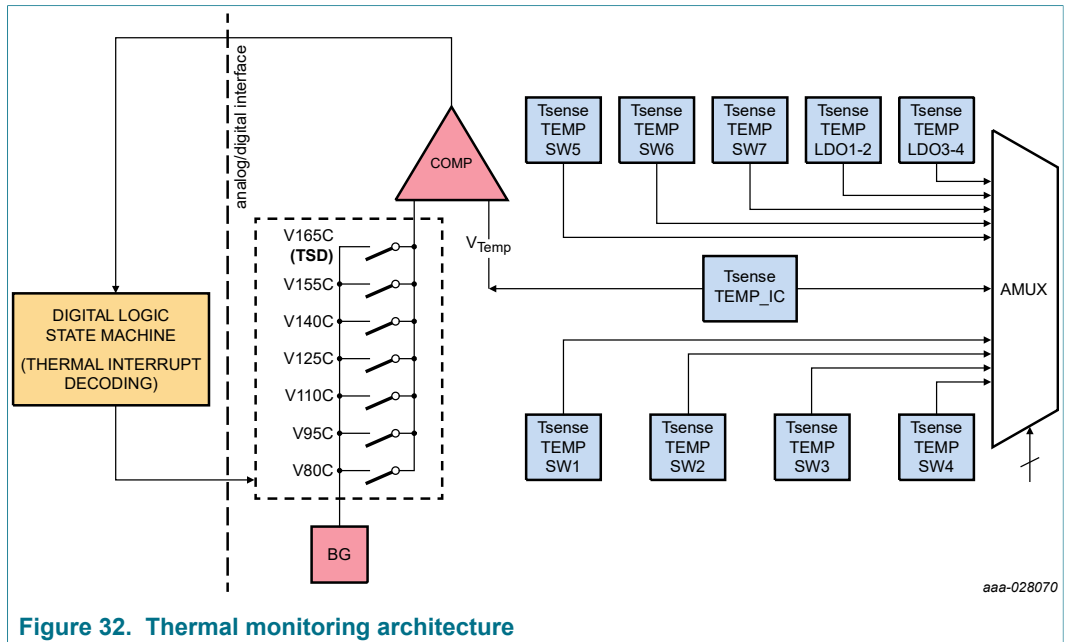 analog/digital interface
COMP
V165C
(TSD)
V155C
V140C
V125C
V110C
V95C
V80C
BG
DIGITAL LOGIC
STATE MACHINE
(THERMAL INTERRUPT
DECODING)
VTemp
Tsense
TEMP
SW5
Tsense
TEMP
SW6
Tsense
TEMP
SW7
Tsense
TEMP
LDO1-2
Tsense
TEMP
LDO3-4
Tsense
TEMP_IC
AMUX
Tsense
TEMP
SW1
Tsense
TEMP
SW2
Tsense
TEMP
SW3
Tsense
TEMP
SW4
aaa-028070
Figure 32. Thermal monitoring architecture